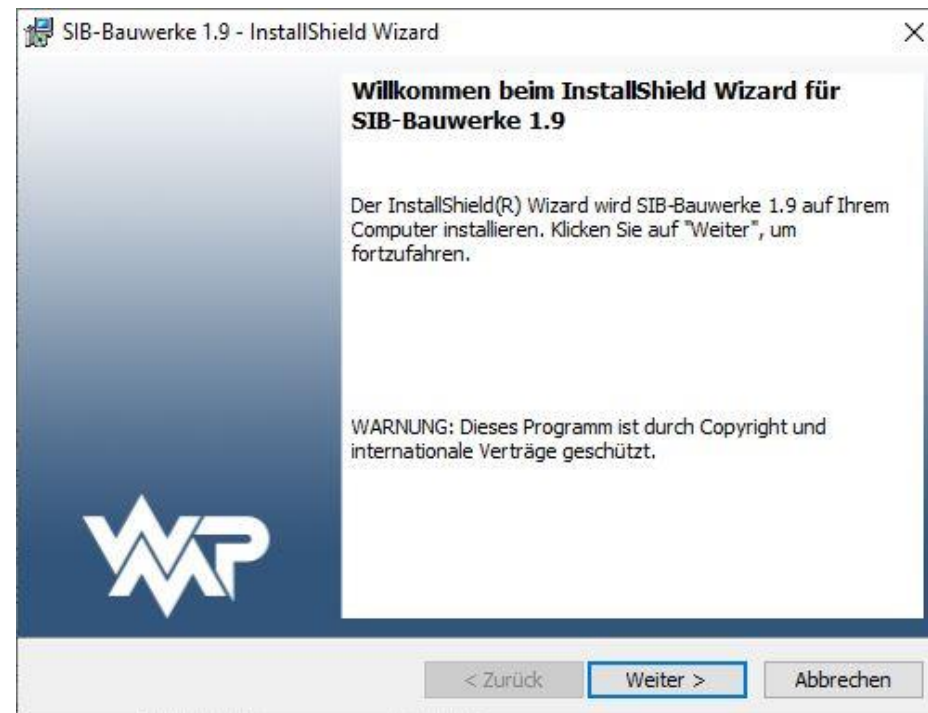 SIB-Bauwerke 1.9 - InstallShield Wizard
Willkommen beim InstallShield Wizard für
SIB-Bauwerke 1.9
Der InstallShield(R) Wizard wird SIB-Bauwerke 1.9 auf Ihrem
Computer installieren. Klicken Sie auf "Weiter", um
fortzufahren.
WARNUNG: Dieses Programm ist durch Copyright und
internationale Verträge geschützt.
WMP
< Zurück Weiter > Abbrechen